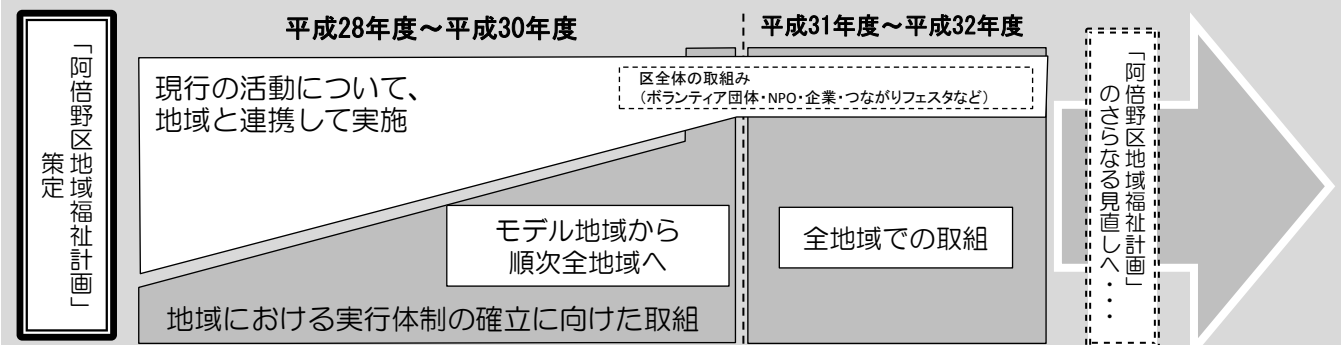 平成28年度～平成30年度
平成31年度～平成32年度
「阿倍野区地域福祉計画」
策定
現行の活動について、
地域と連携して実施
区全体の取組み
（ボランティア団体・NPO・企業・つながりフェスタなど）
モデル地域から
順次全地域へ
全地域での取組
地域における実行体制の確立に向けた取組
「阿倍野区地域福祉計画」
のさらなる見直しへ・・・